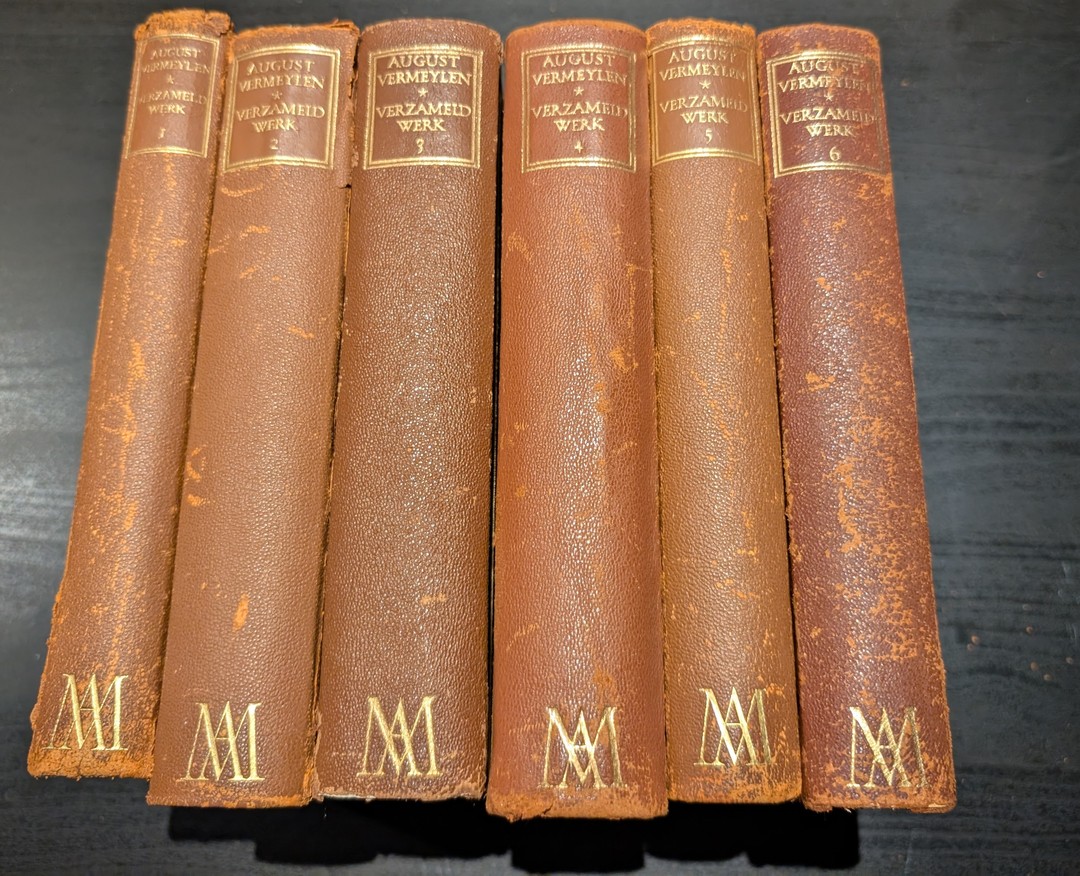 AUGUST
VERMEYLEN
*
VERZAMELD
WERK
1
AUGUST
VERMEYLEN
*
VERZAMELD
WERK
2
AUGUST
VERMEYLEN
*
VERZAMELD
WERK
3
AUGUST
VERMEYLEN
*
VERZAMELD
WERK
4
AUGUST
VERMEYLEN
*
VERZAMELD
WERK
5
AUGUST
VERMEYLEN
*
VERZAMELD
WERK
6